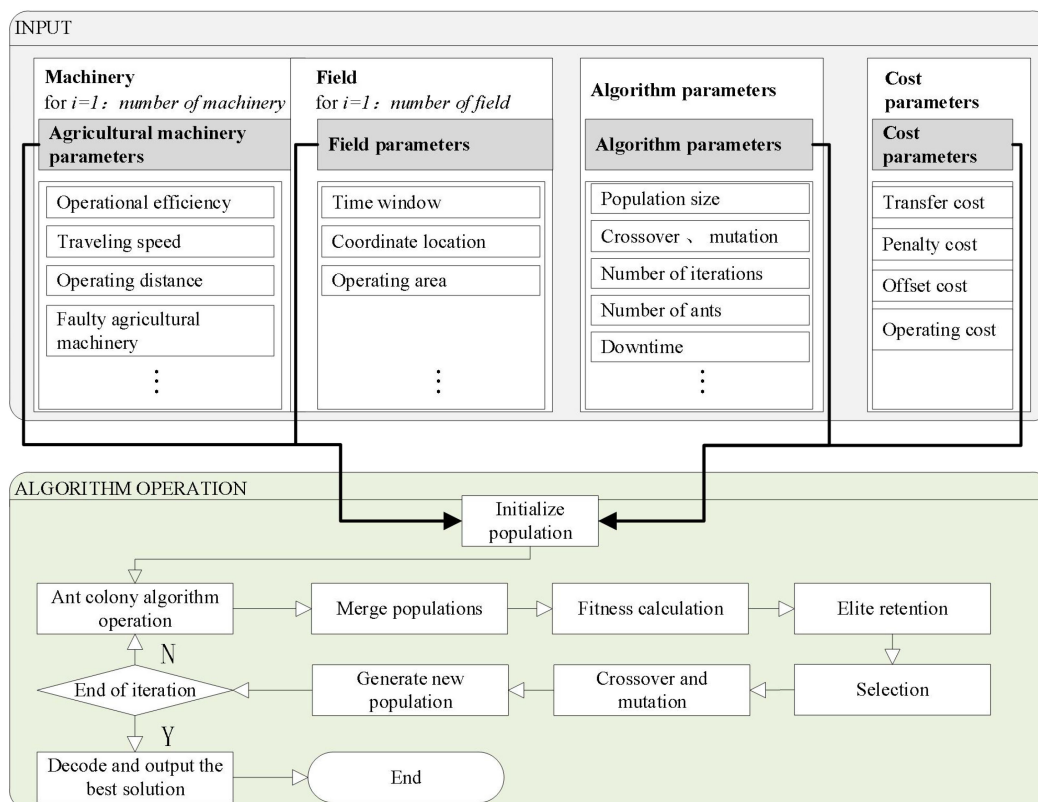 INPUT
Machinery
for i=1：number of machinery
Agricultural machinery
parameters
Operational efficiency
Traveling speed
Operating distance
Faulty agricultural
machinery
⋮
Field
for i=1：number of field
Field parameters
Time window
Coordinate location
Operating area
⋮
Algorithm parameters
Algorithm parameters
Population size
Crossover 、 mutation
Number of iterations
Number of ants
Downtime
⋮
Cost
parameters
Cost
parameters
Transfer cost
Penalty cost
Offset cost
Operating cost
ALGORITHM OPERATION
Initialize
population
Ant colony algorithm
operation
Merge populations
Fitness calculation
Elite retention
Selection
Crossover and
mutation
Generate new
population
End of iteration
N
Y
Decode and output the
best solution
End